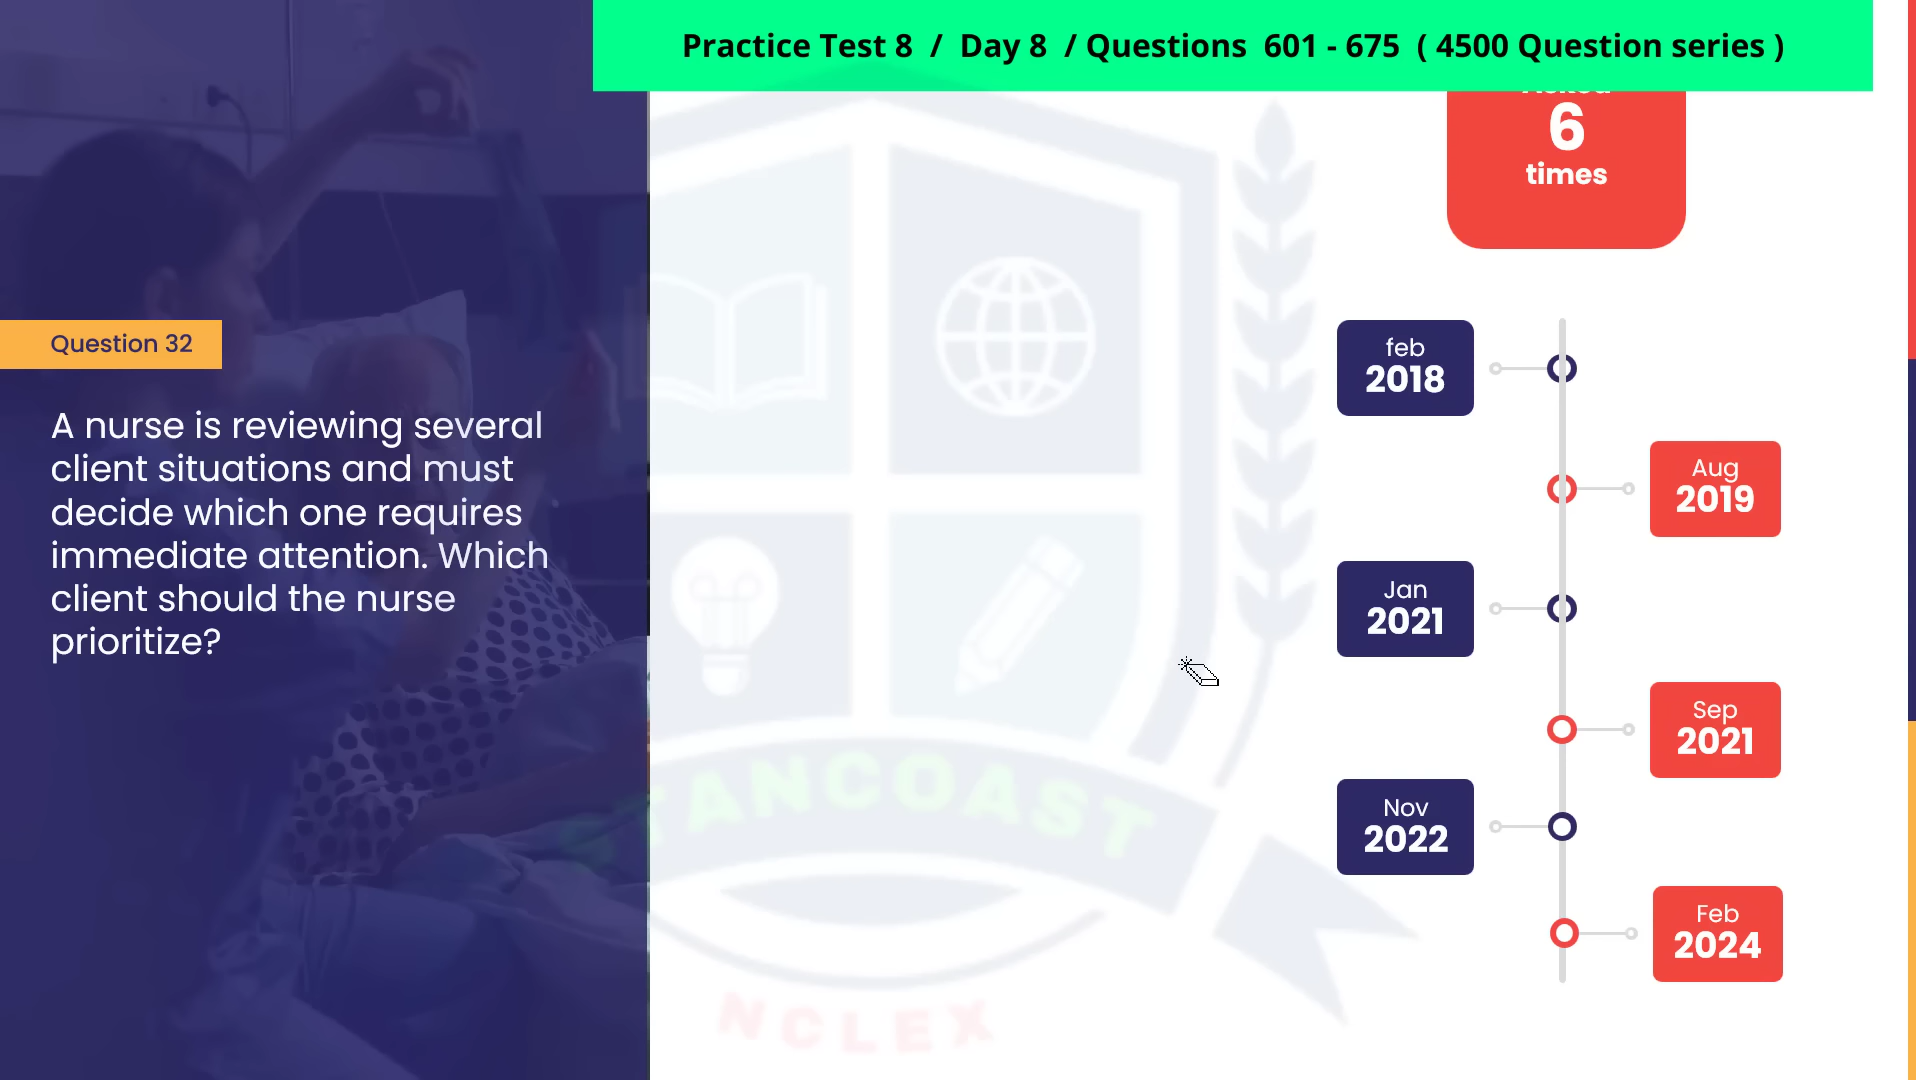 Practice Test 8 / Day 8 / Questions 601 - 675 ( 4500 Question series )
6
times
Question 32
A nurse is reviewing several
client situations and must
decide which one requires
immediate attention. Which
client should the nurse
prioritize?
feb
2018
Aug
2019
Jan
2021
Sep
2021
Nov
2022
Feb
2024
TANCOAST
NCLEX